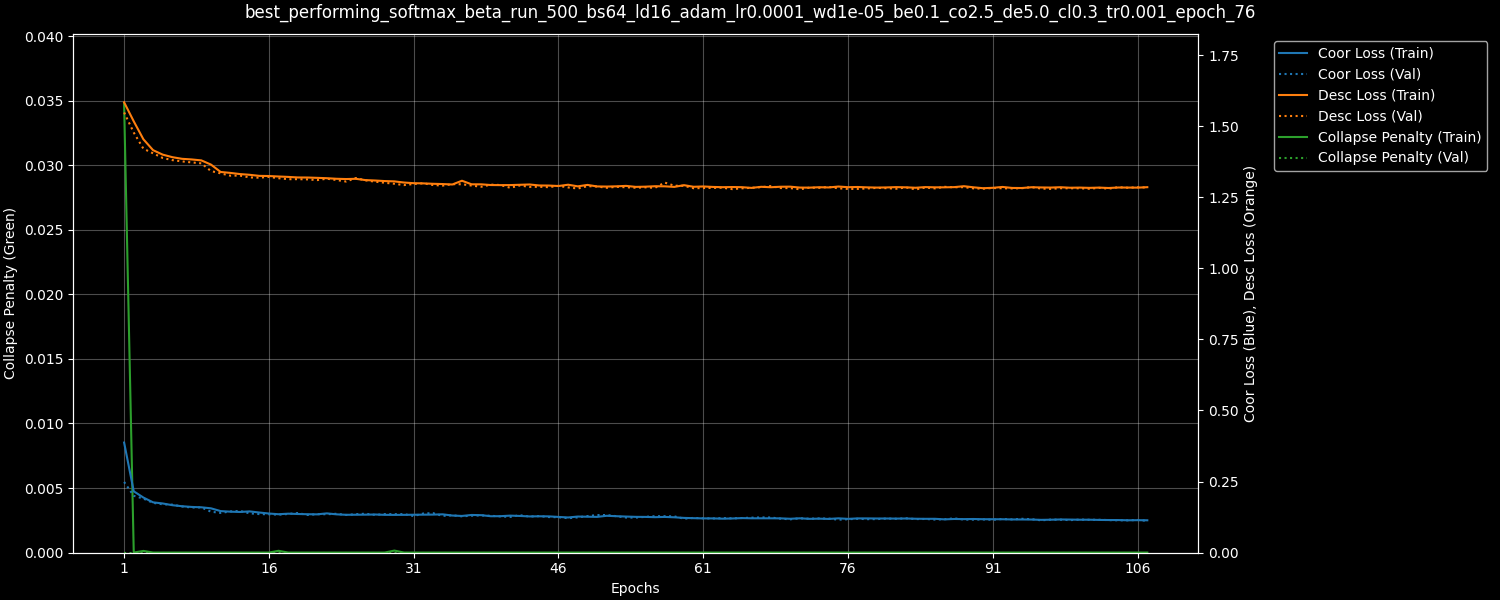 best_performing_softmax_beta_run_500_bs64_ld16_adam_lr0.0001_wd1e-05_be0.1_co2.5_de5.0_cl0.3_tr0.001_epoch_76
Collapse Penalty (Green)
0.040
0.035
0.030
0.025
0.020
0.015
0.010
0.005
0.000
1
16
31
46
61
76
91
106
Epochs
1.75
1.50
1.25
1.00
0.75
0.50
0.25
0.00
Coor Loss (Blue), Desc Loss (Orange)
Coor Loss (Train)
Coor Loss (Val)
Desc Loss (Train)
Desc Loss (Val)
Collapse Penalty (Train)
Collapse Penalty (Val)